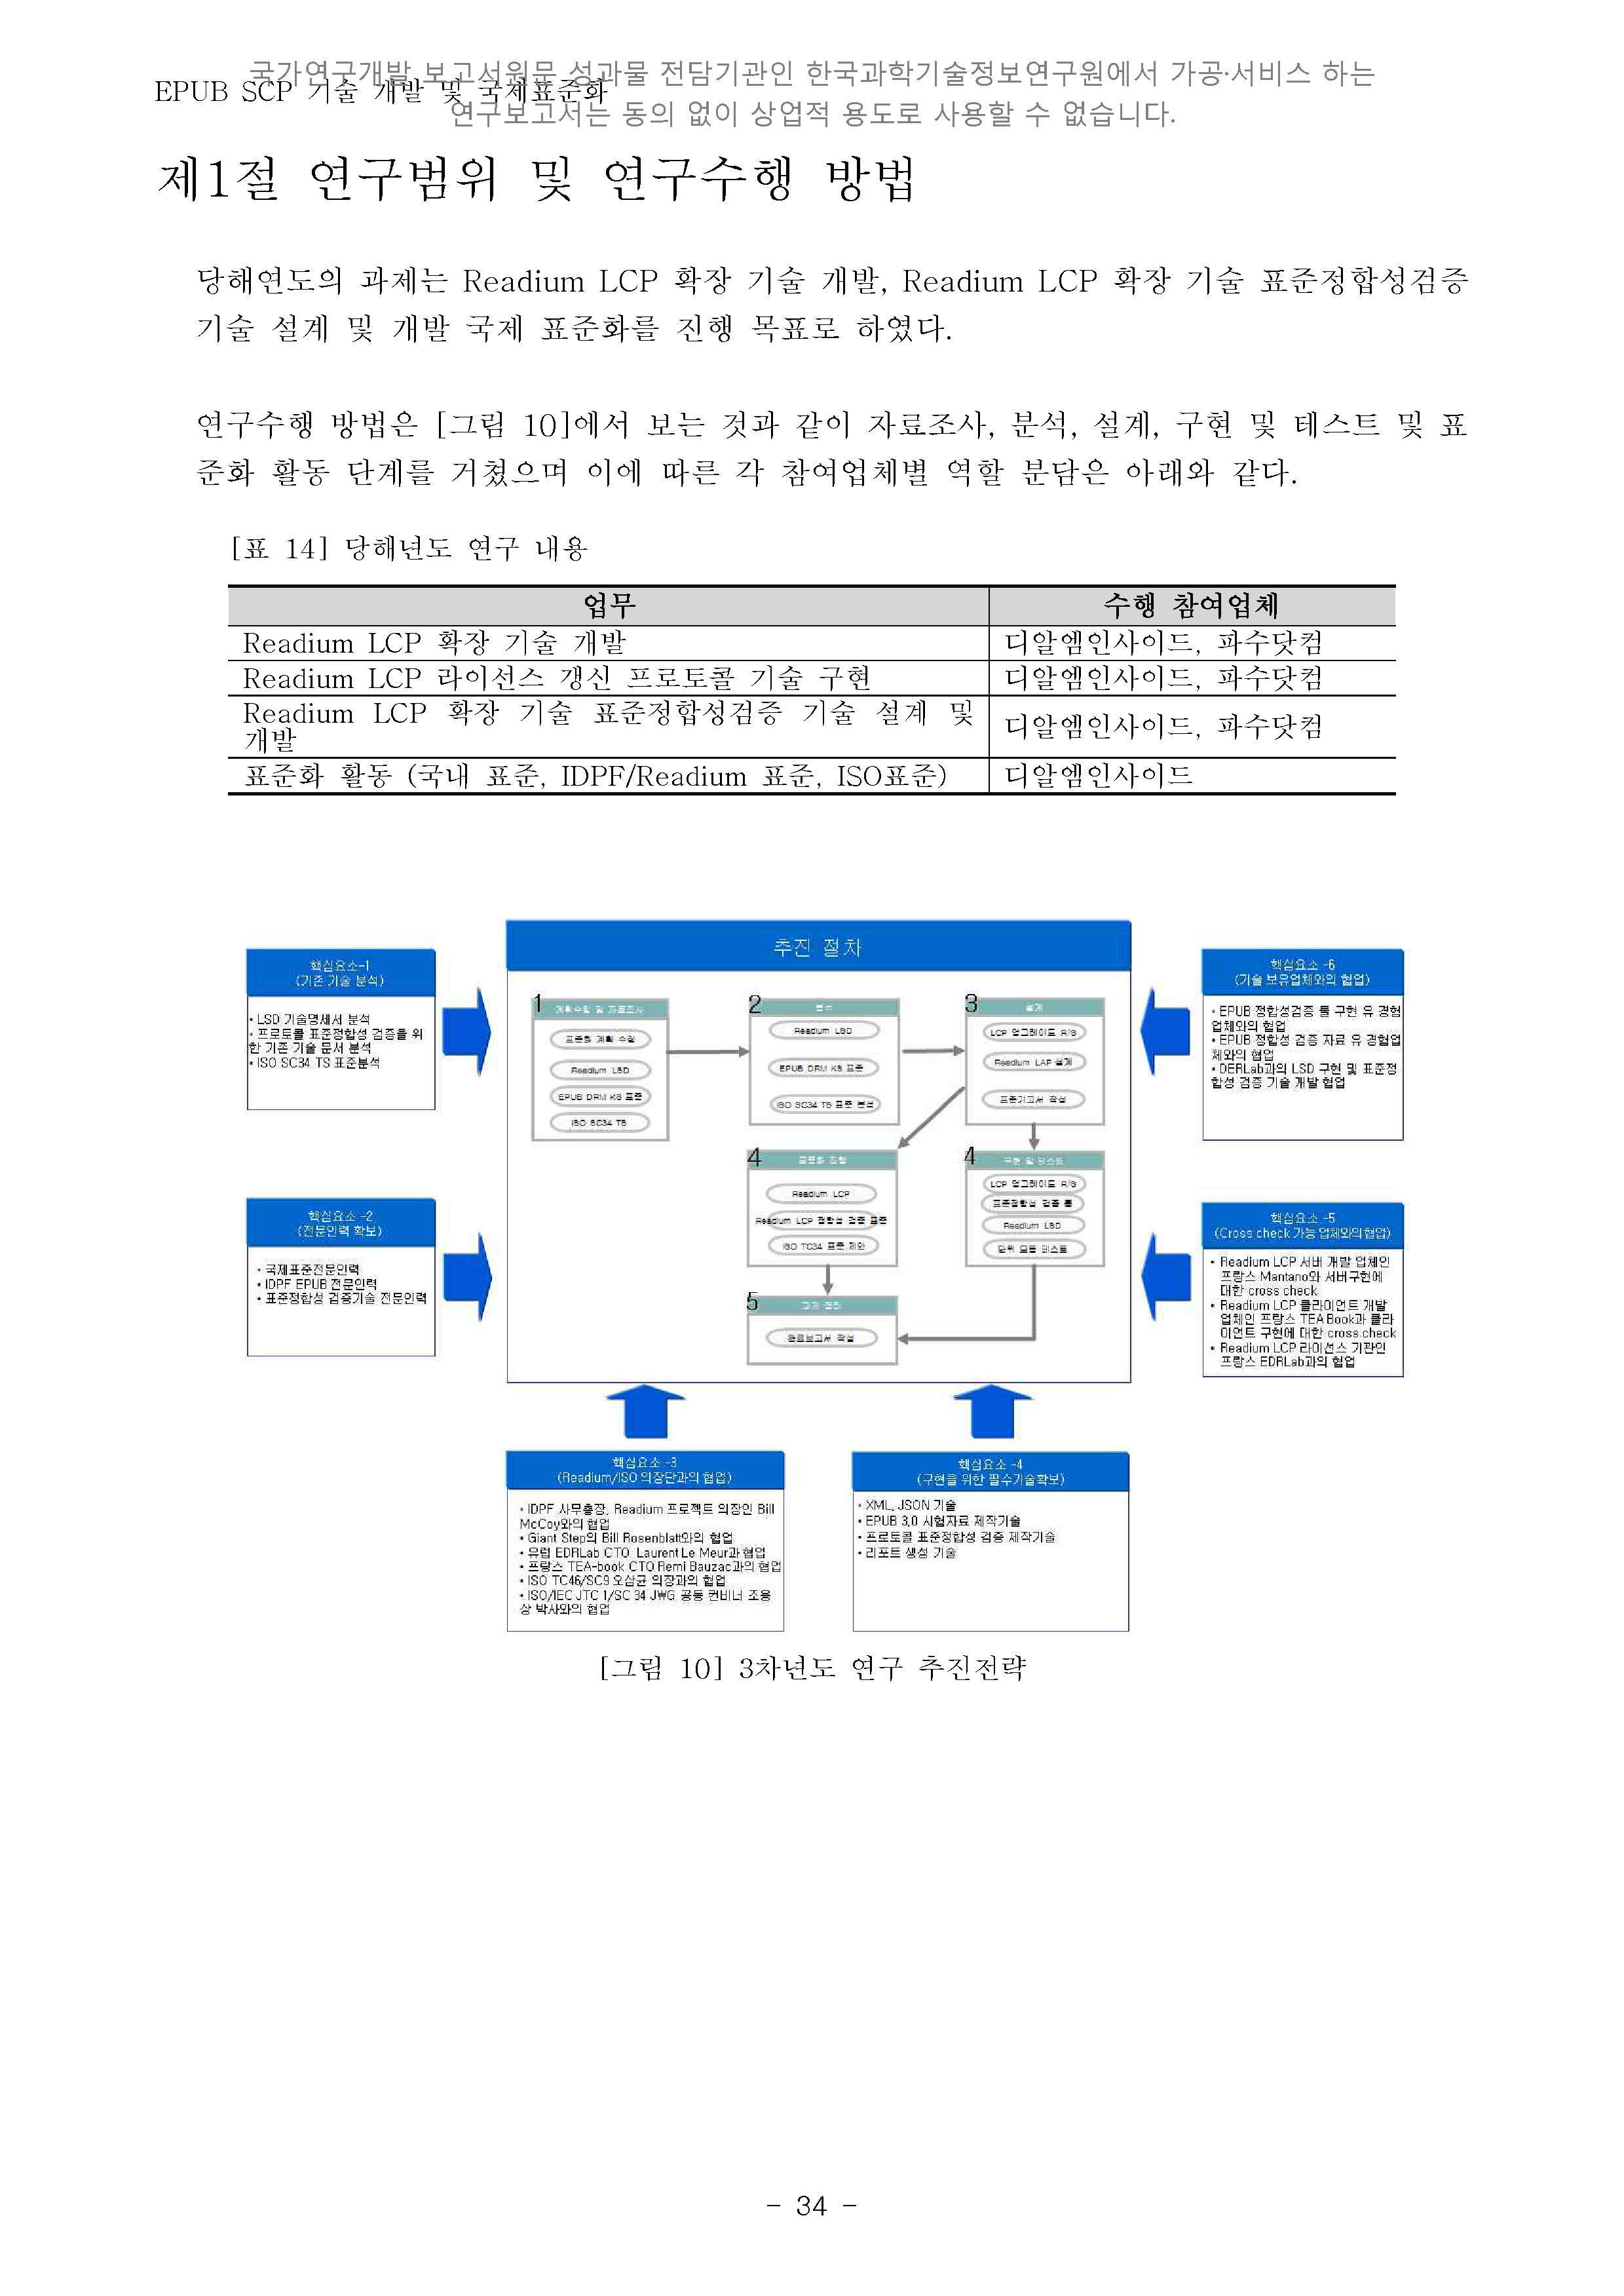 국가연구개발 보고서원문 성과물 전담기관인 한국과학기술정보연구원에서 가공·서비스 하는
연구보고서는 동의 없이 상업적 용도로 사용할 수 없습니다.
EPUB SCP 기술 개발 및 국제표준화
제1절 연구범위 및 연구수행 방법
당해연도의 과제는 Readium LCP 확장 기술 개발, Readium LCP 확장 기술 표준정합성검증
기술 설계 및 개발 국제 표준화를 진행 목표로 하였다.
연구수행 방법은 [그림 10]에서 보는 것과 같이 자료조사, 분석, 설계, 구현 및 테스트 및 표
준화 활동 단계를 거쳤으며 이에 따른 각 참여업체별 역할 분담은 아래와 같다.
[표 14] 당해년도 연구 내용
업무 수행 참여업체
Readium LCP 확장 기술 개발 디알엠인사이드, 파수닷컴
Readium LCP 라이선스 갱신 프로토콜 기술 구현 디알엠인사이드, 파수닷컴
Readium LCP 확장 기술 표준정합성검증 기술 설계 및
개발
디알엠인사이드, 파수닷컴
표준화 활동 (국내 표준, IDPF/Readium 표준, ISO표준) 디알엠인사이드
추진 절차
핵심요소-1
(기존 기술 분석)
• LSD 기술명세서 분석
• 프로토콜 표준정합성 검증을 위
한 기존 기술 문서 분석
• ISO SC34 TS 표준분석
핵심요소 -2
(전문인력 확보)
• 국제표준전문인력
• IDPF EPUB 전문인력
• 표준정합성 검증기술 전문인력
1 계획수립 및 자료조사
표준화 계획 수립
Readium LSD
EPUB DRM KS 표준
ISO SC34 TS
2 분석
Readium LSD
EPUB DRM KS 표준
ISO SC34 TS 표준 분석
3 설계
LCP 업그레이드 R/S
Readium LAP 설계
표준기고서 작성
4 표준화 진행
Readium LCP
Readium LCP 정합성 검증 표준
ISO TC34 표준 제안
4 구현 및 테스트
LCP 업그레이드 R/S
표준정합성 검증 툴
Readium LSD
단위 모듈 테스트
5 과제 정리
완료보고서 작성
핵심요소 -6
(기술 보유업체와의 협업)
• EPUB 정합성검증 툴 구현 유 경험
업체와의 협업
• EPUB 정합성 검증 자료 유 경험업
체와의 협업
• DERLab과의 LSD 구현 및 표준정
합성 검증 기술 개발 협업
핵심요소 -5
(Cross check 가능 업체와의협업)
• Readium LCP 서버 개발 업체인
프랑스 Mantano와 서버구현에
대한 cross check
• Readium LCP 클라이언트 개발
업체인 프랑스 TEA Book과 클라
이언트 구현에 대한 cross check
• Readium LCP 라이선스 기관인
프랑스 EDRLab과의 협업
핵심요소 -3
(Readium/ISO 의장단과의 협업)
• IDPF 사무총장, Readium 프로젝트 의장인 Bill
McCoy와의 협업
• Giant Step의 Bill Rosenblatt와의 협업
• 유럽 EDRLab CTO Laurent Le Meur과 협업
• 프랑스 TEA-book CTO Remi Bauzac과의 협업
• ISO TC46/SC9 오삼균 의장과의 협업
• ISO/IEC JTC 1/SC 34 JWG 공동 컨비너 조용
상 박사와의 협업
핵심요소 -4
(구현을 위한 필수기술확보)
• XML, JSON 기술
• EPUB 3.0 시험자료 제작기술
• 프로토콜 표준정합성 검증 제작기술
• 리포트 생성 기술
[그림 10] 3차년도 연구 추진전략
- 34 -